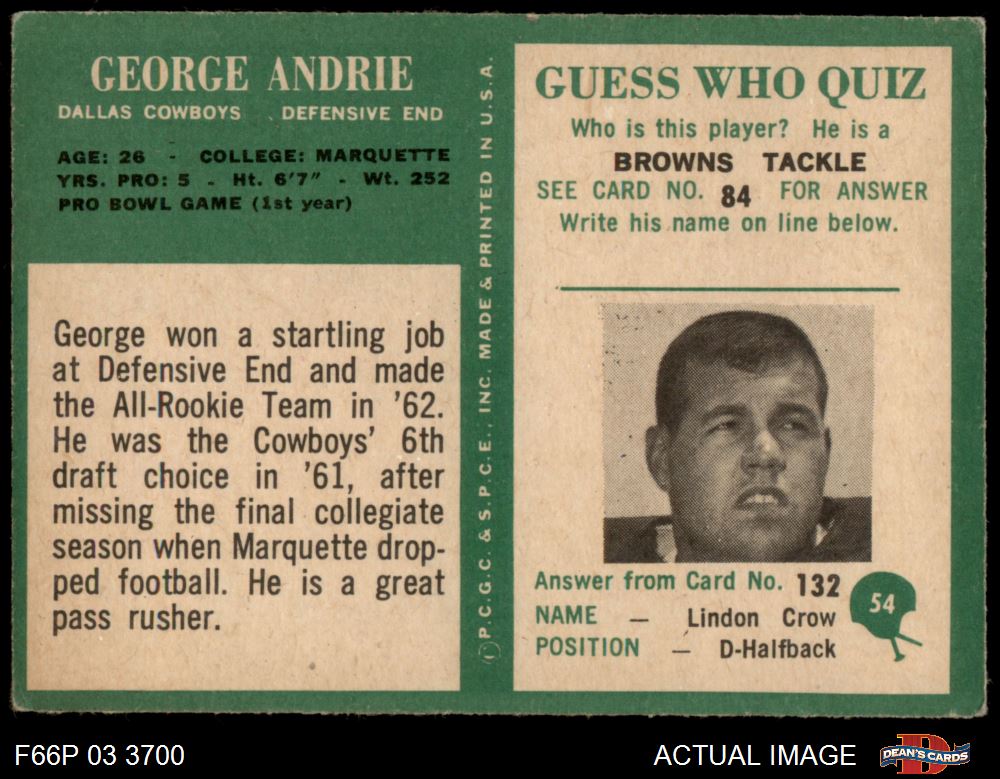 GEORGE ANDRIE
DALLAS COWBOYS DEFENSIVE END
AGE: 26 - COLLEGE: MARQUETTE
YRS. PRO: 5 - Ht. 6'7" - Wt. 252
PRO BOWL GAME (1st year)
George won a startling job
at Defensive End and made
the All-Rookie Team in '62.
He was the Cowboys' 6th
draft choice in '61, after
missing the final collegiate
season when Marquette drop-
ped football. He is a great
pass rusher.
Ⓒ P.C.G.C. & S.P.C.E., INC. MADE & PRINTED IN U.S.A.
GUESS WHO QUIZ
Who is this player? He is a
BROWNS TACKLE
SEE CARD NO. 84 FOR ANSWER
Write his name on line below.
Answer from Card No. 132
NAME — Lindon Crow
POSITION — D-Halfback
54
F66P 03 3700
ACTUAL IMAGE
DEAN'S CARDS